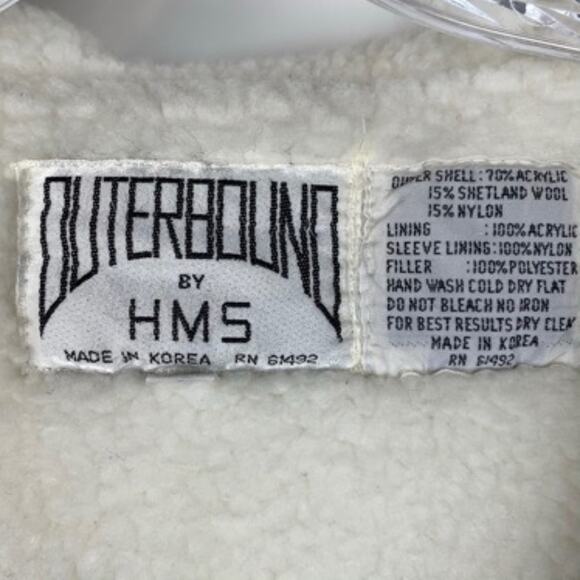 OUTERBOUND
BY
HMS
MADE IN KOREA RN 61492
OUTER SHELL:70%ACRYLIC
15% SHETLAND WOOL
15% NYLON
LINING :100%ACRYLIC
SLEEVE LINING:100%NYLON
FILLER :100%POLYESTER
HAND WASH COLD DRY FLAT
DO NOT BLEACH NO IRON
FOR BEST RESULTS DRY CLEAN
MADE IN KOREA
RN 61492